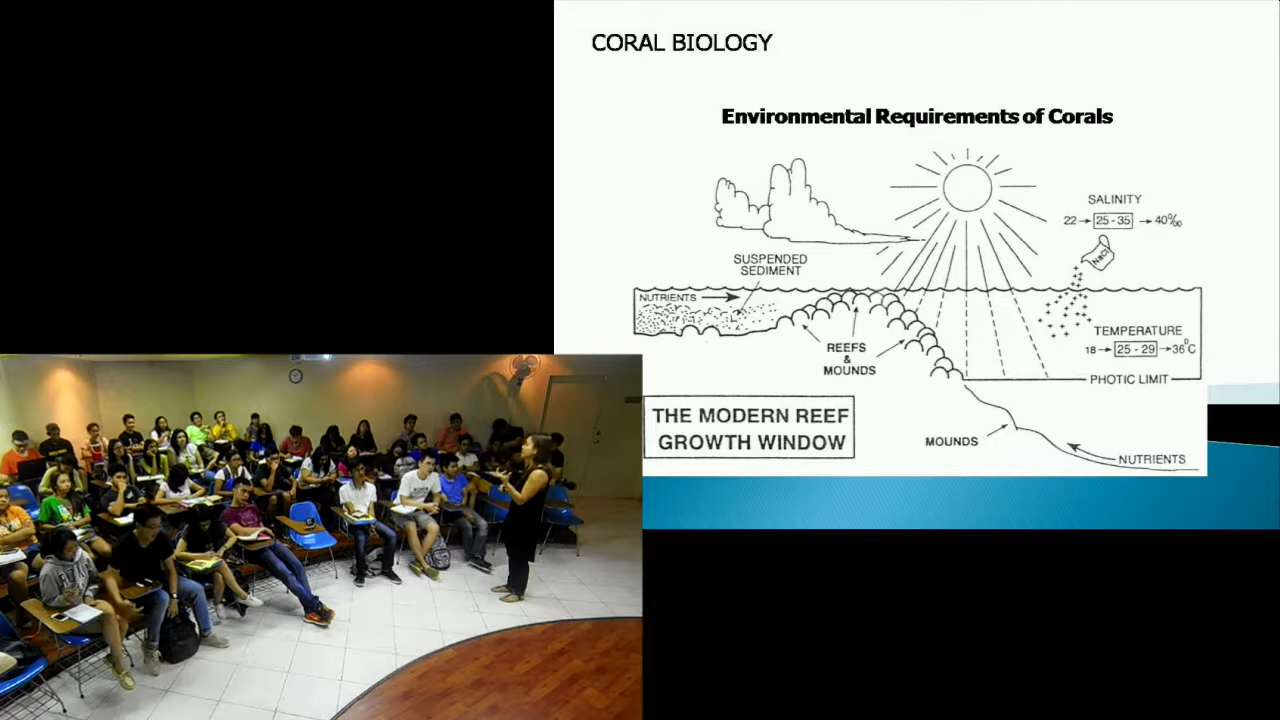 CORAL BIOLOGY
Environmental Requirements of Corals
SALINITY
22 → 25 - 35 → 40‰
NaCl
SUSPENDED
SEDIMENT
NUTRIENTS
TEMPERATURE
18 → 25 - 29 → 36°C
REEFS
&
MOUNDS
PHOTIC LIMIT
THE MODERN REEF
GROWTH WINDOW
MOUNDS
NUTRIENTS